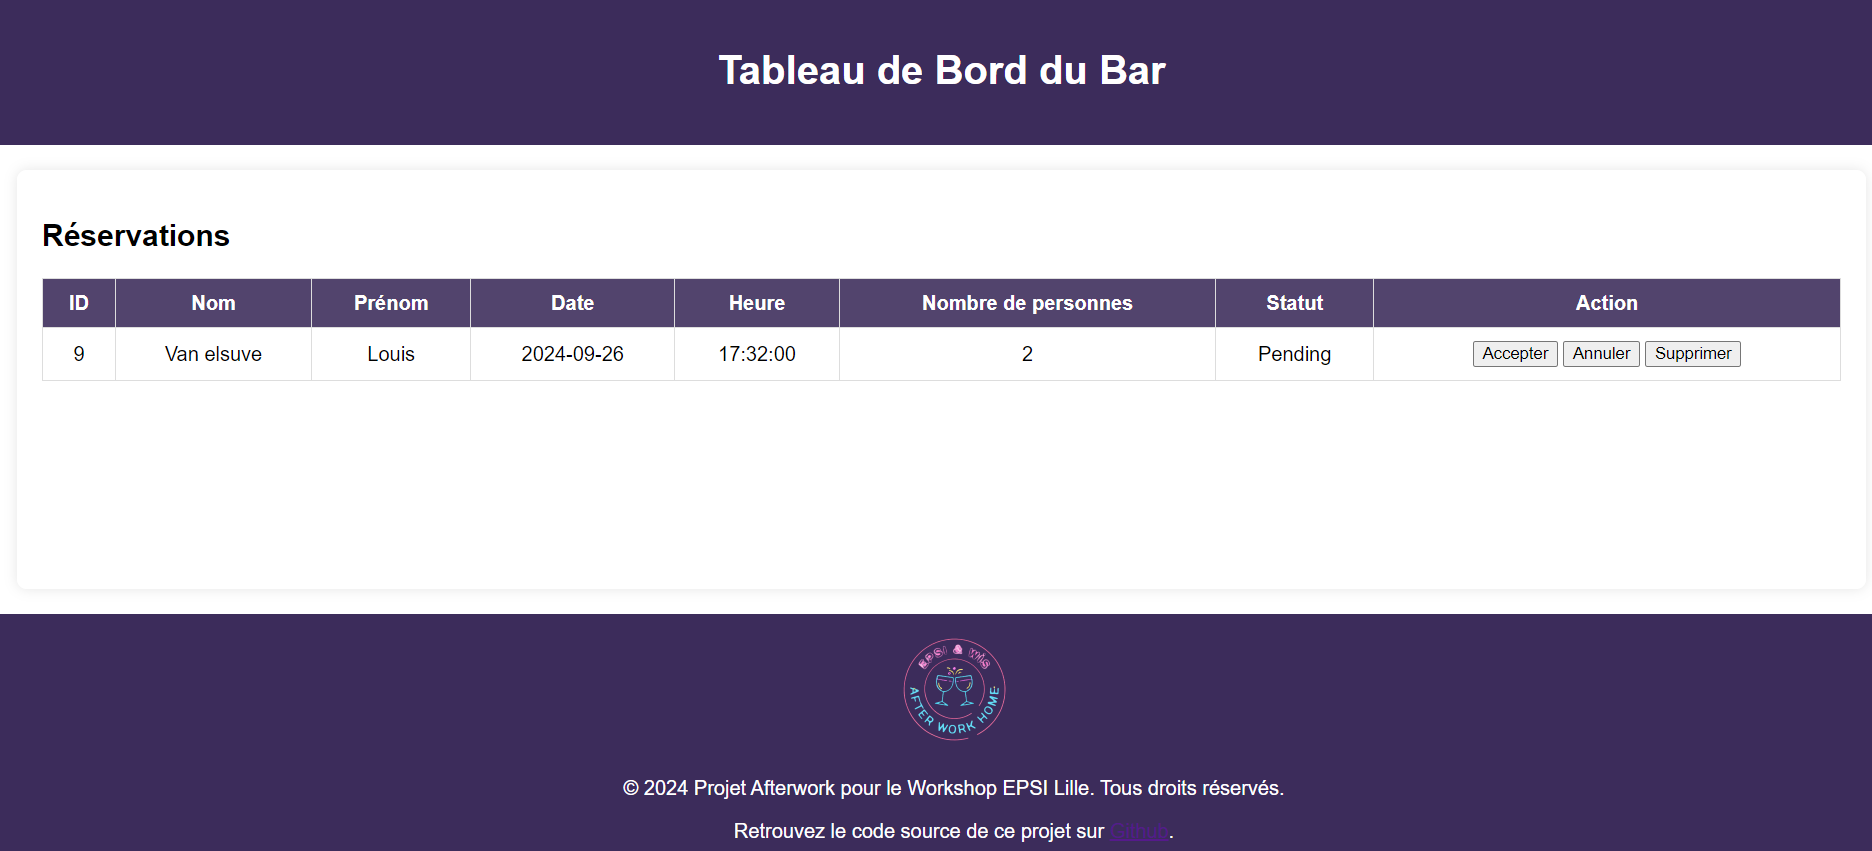 Tableau de Bord du Bar
Réservations
ID Nom Prénom Date Heure Nombre de personnes Statut Action
9 Van elsuve Louis 2024-09-26 17:32:00 2 Pending Accepter Annuler Supprimer
EPSI & WIS
AFTER WORK HOME
© 2024 Projet Afterwork pour le Workshop EPSI Lille. Tous droits réservés.
Retrouvez le code source de ce projet sur GitHub.